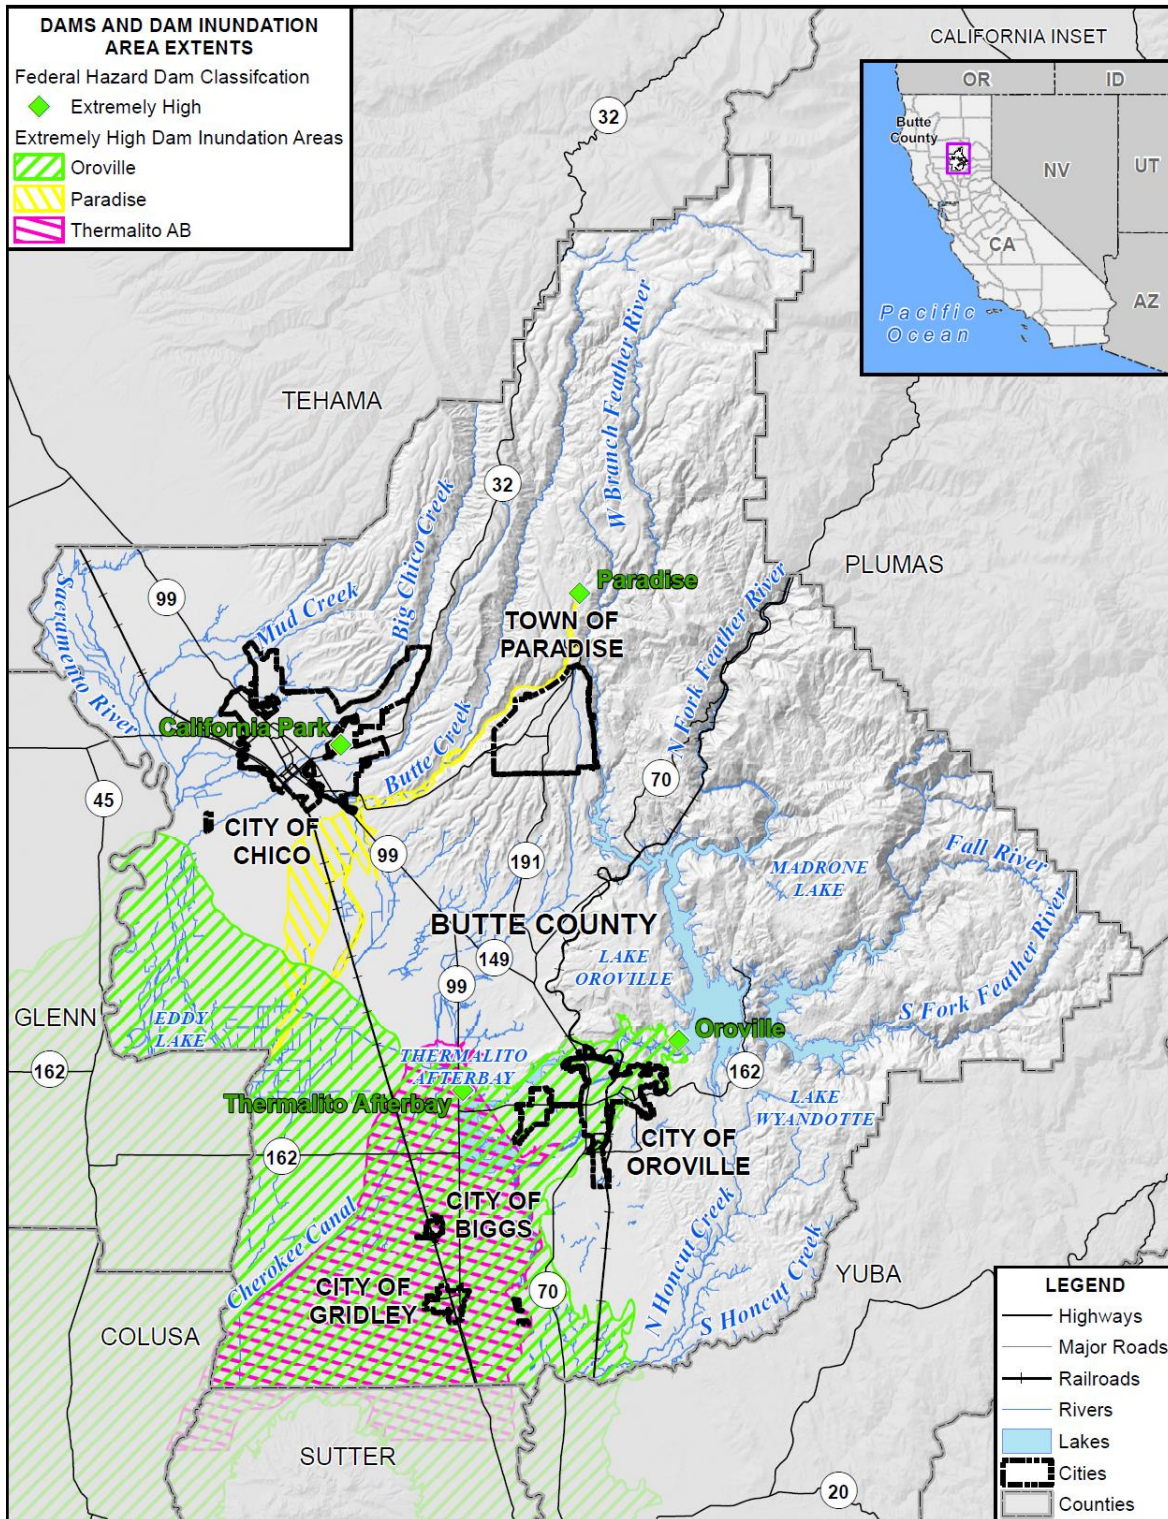 DAMS AND DAM INUNDATION
AREA EXTENTS
Federal Hazard Dam Classifcation
Extremely High
Extremely High Dam Inundation Areas
Oroville
Paradise
Thermalito AB
CALIFORNIA INSET
OR
ID
Butte
County
NV
UT
CA
AZ
Pacific
Ocean
32
W Branch Feather River
TEHAMA
32
Big Chico Creek
PLUMAS
Paradise
99
Mud Creek
TOWN OF
PARADISE
Sacramento River
N Fork Feather River
California Park
Butte Creek
70
45
CITY OF
CHICO
99
191
Fall River
MADRONE
LAKE
BUTTE COUNTY
149
LAKE
OROVILLE
99
S Fork Feather River
GLENN
EDDY
LAKE
Oroville
162
THERMALITO
AFTERBAY
162
Thermalito Afterbay
LAKE
WYANDOTTE
CITY OF
OROVILLE
162
CITY OF
BIGGS
Cherokee Canal
N Honcut Creek
S Honcut Creek
CITY OF
GRIDLEY
70
YUBA
COLUSA
SUTTER
20
LEGEND
Highways
Major Roads
Railroads
Rivers
Lakes
Cities
Counties